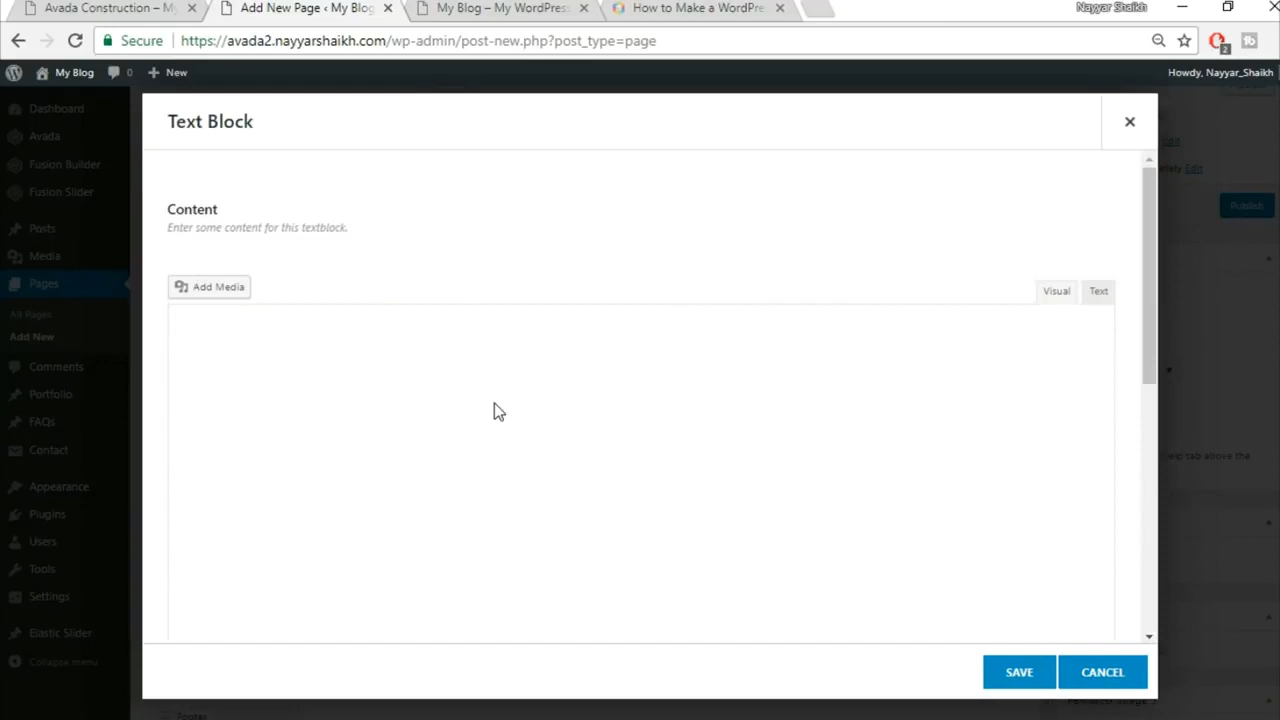 Avada Construction – My
Add New Page ‹ My Blog
My Blog – My WordPress
How to Make a WordPre
Nayyar Shaikh
Secure
https://avada2.nayyarshaikh.com/wp-admin/post-new.php?post_type=page
2
My Blog
0
New
Howdy, Nayyar_Shaikh
Dashboard
Avada
Fusion Builder
Fusion Slider
Posts
Media
Pages
All Pages
Add New
Comments
Portfolio
FAQs
Contact
Appearance
Plugins
Users
Tools
Settings
Elastic Slider
Collapse menu
Text Block
Content
Enter some content for this textblock.
Add Media
Visual
Text
SAVE
CANCEL
Edit
Publish
tab above the